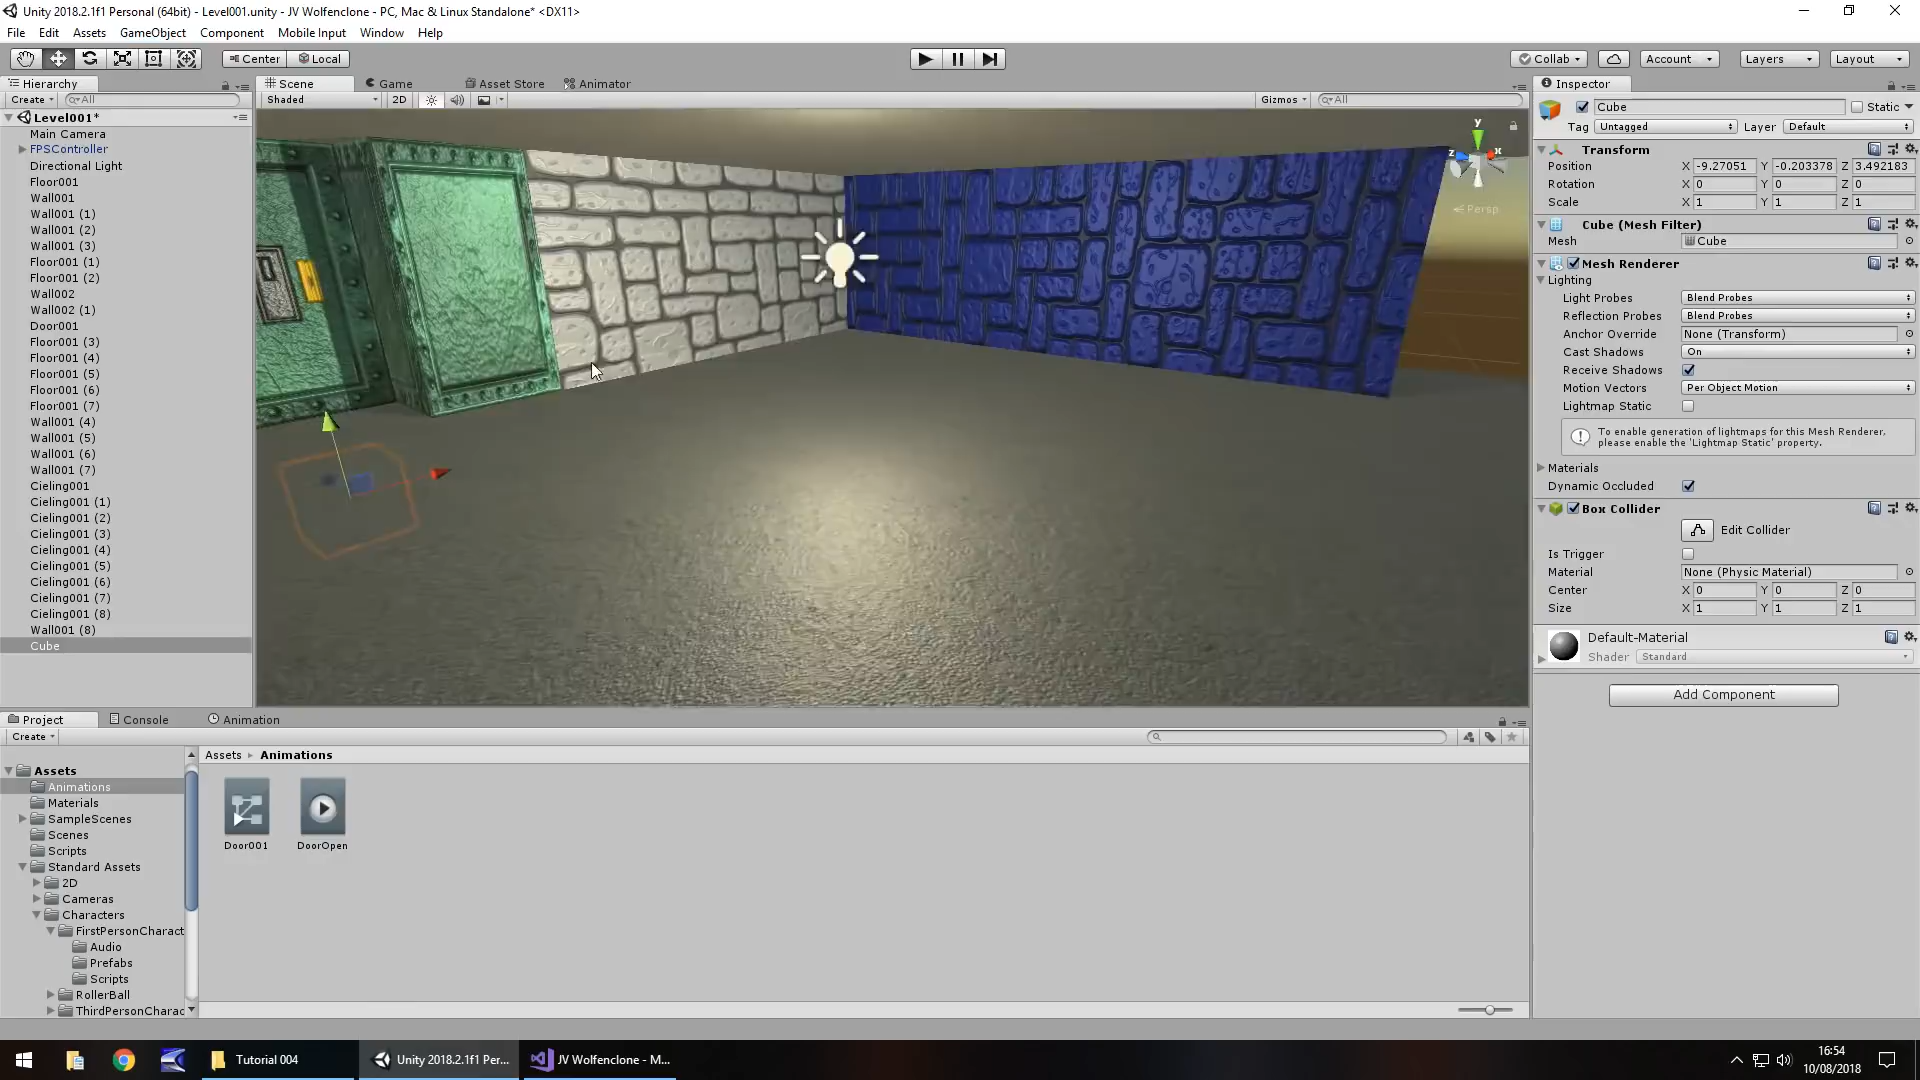 Unity 2018.2.1f1 Personal (64bit) - Level001.unity - JV Wolfenclone - PC, Mac & Linux Standalone* <DX11>
File Edit Assets GameObject Component Mobile Input Window Help
Center Local Collab Account Layers Layout
Hierarchy
Create All
Level001*
Main Camera
FPSController
Directional Light
Floor001
Wall001
Wall001 (1)
Wall001 (2)
Wall001 (3)
Floor001 (1)
Floor001 (2)
Wall002
Wall002 (1)
Door001
Floor001 (3)
Floor001 (4)
Floor001 (5)
Floor001 (6)
Floor001 (7)
Wall001 (4)
Wall001 (5)
Wall001 (6)
Wall001 (7)
Cieling001
Cieling001 (1)
Cieling001 (2)
Cieling001 (3)
Cieling001 (4)
Cieling001 (5)
Cieling001 (6)
Cieling001 (7)
Cieling001 (8)
Wall001 (8)
Cube
Scene Game Asset Store Animator
Shaded 2D Gizmos All
y
z x
Persp
Inspector
Cube Static
Tag Untagged Layer Default
Transform
Position X -9.27051 Y -0.203378 Z 3.492183
Rotation X 0 Y 0 Z 0
Scale X 1 Y 1 Z 1
Cube (Mesh Filter)
Mesh Cube
Mesh Renderer
Lighting
Light Probes Blend Probes
Reflection Probes Blend Probes
Anchor Override None (Transform)
Cast Shadows On
Receive Shadows
Motion Vectors Per Object Motion
Lightmap Static
To enable generation of lightmaps for this Mesh Renderer,
please enable the 'Lightmap Static' property.
Materials
Dynamic Occluded
Box Collider
Edit Collider
Is Trigger
Material None (Physic Material)
Center X 0 Y 0 Z 0
Size X 1 Y 1 Z 1
Default-Material
Shader Standard
Add Component
Project Console Animation
Create
Assets
Animations
Materials
SampleScenes
Scenes
Scripts
Standard Assets
2D
Cameras
Characters
FirstPersonCharact
Audio
Prefabs
Scripts
RollerBall
ThirdPersonCharac
Assets Animations
Door001 DoorOpen
Tutorial 004
Unity 2018.2.1f1 Per...
JV Wolfenclone - M...
16:54
10/08/2018